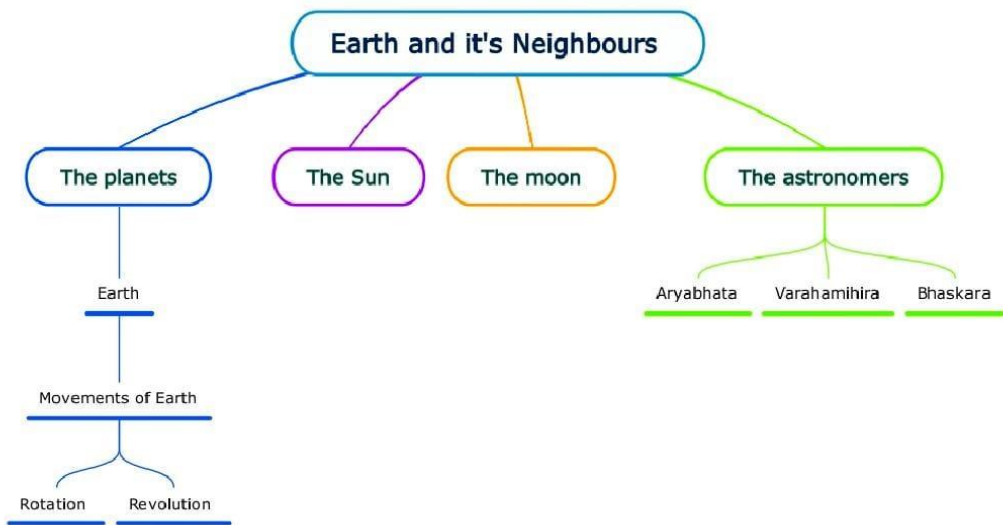 Earth and it's Neighbours
The planets
The Sun
The moon
The astronomers
Earth
Aryabhata
Varahamihira
Bhaskara
Movements of Earth
Rotation
Revolution